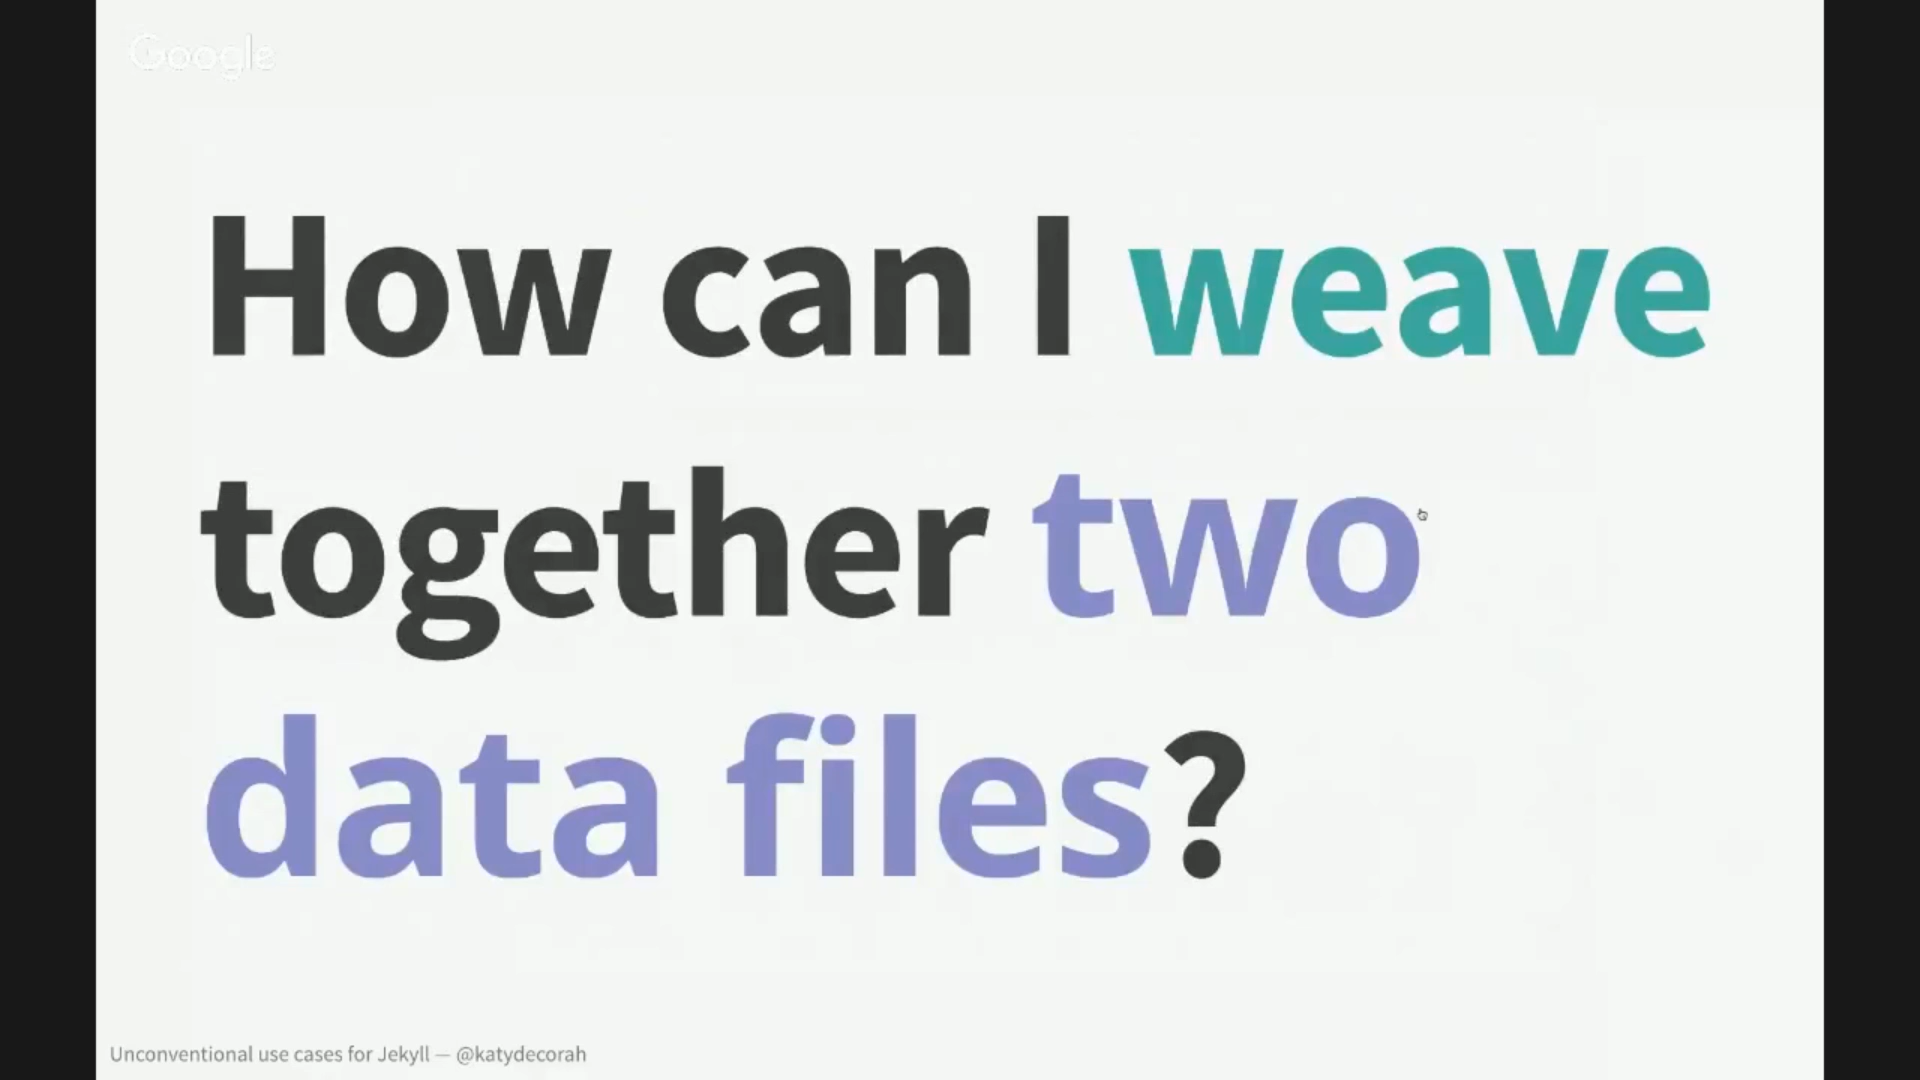 Google
How can I weave
together two
data files?
Unconventional use cases for Jekyll — @katydecorah